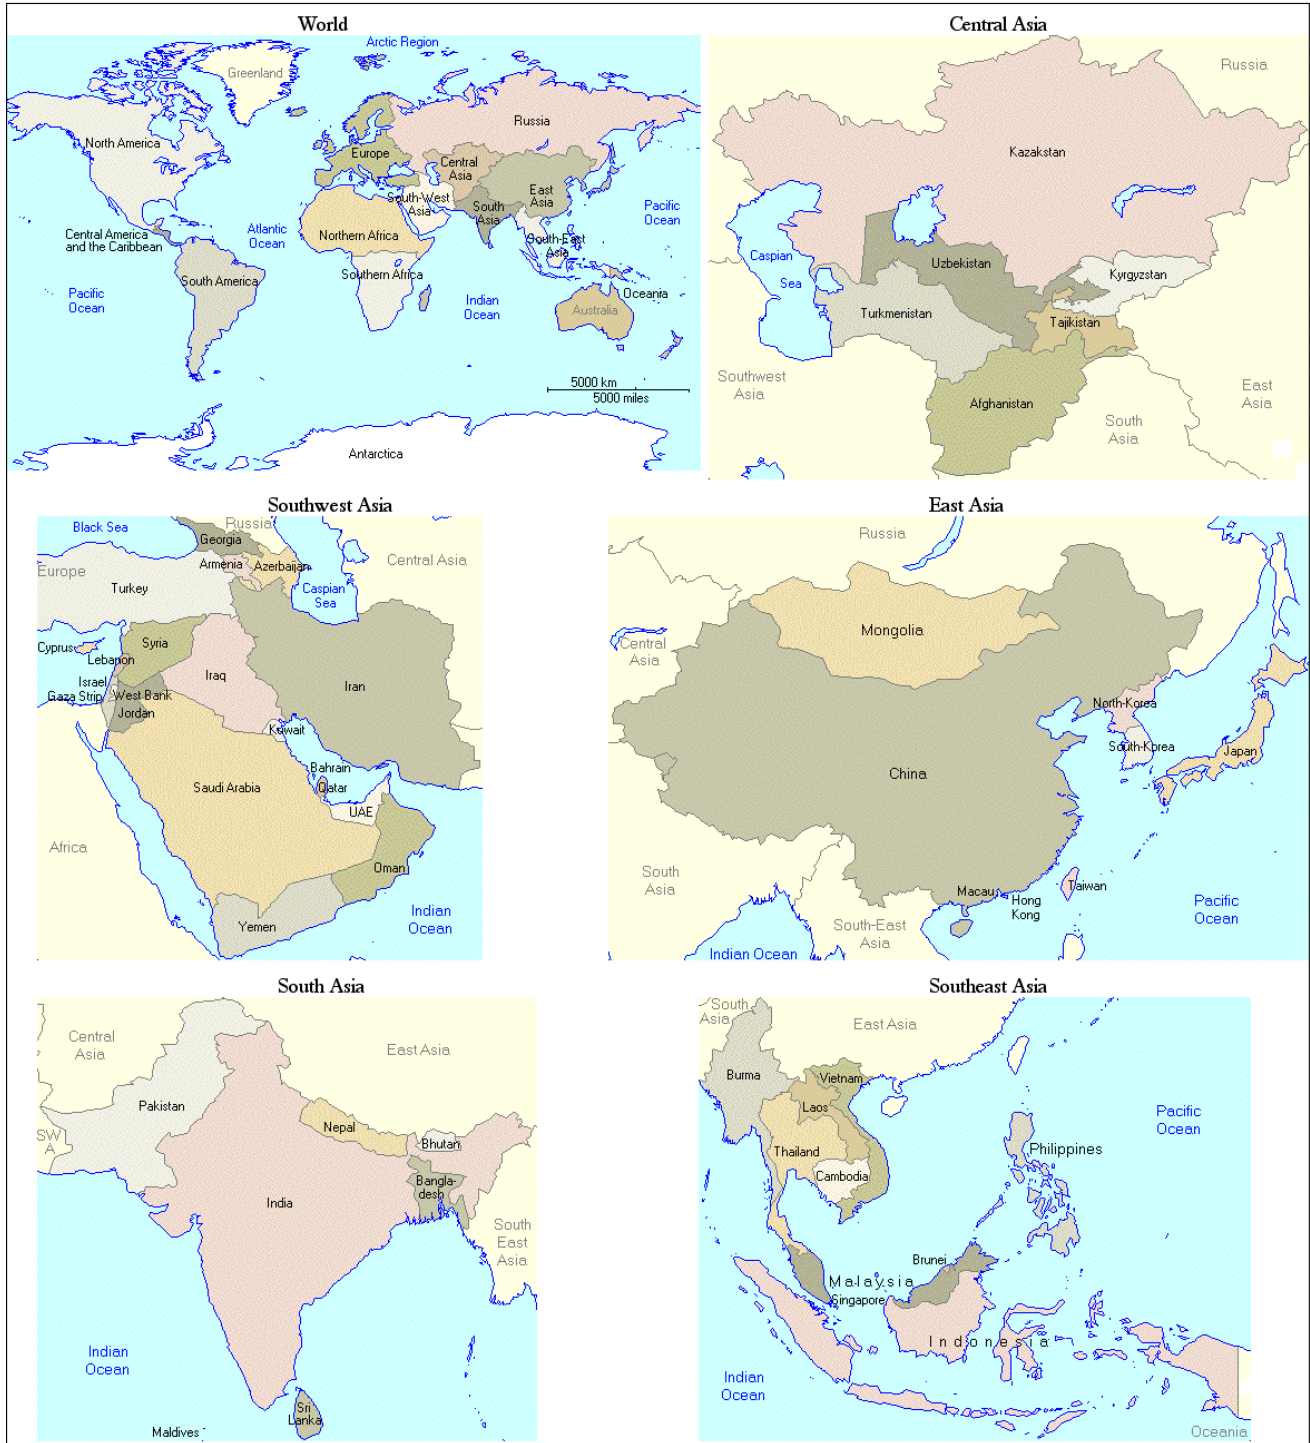 World
Arctic Region
Greenland
Russia
North America
Europe
Central
Asia
East
Asia
South-West
Asia
South
Asia
Pacific
Ocean
Atlantic
Ocean
Central America
and the Caribbean
Northern Africa
South-East
Asia
South America
Southern Africa
Pacific
Ocean
Indian
Ocean
Oceania
Australia
5000 km
5000 miles
Antarctica
Central Asia
Russia
Kazakstan
Caspian
Sea
Uzbekistan
Kyrgyzstan
Turkmenistan
Tajikistan
Southwest
Asia
Afghanistan
East
Asia
South
Asia
Southwest Asia
Black Sea
Russia
Georgia
Armenia
Azerbaijan
Central Asia
Europe
Turkey
Caspian
Sea
Cyprus
Syria
Lebanon
Iraq
Iran
Israel
Gaza Strip
West Bank
Jordan
Kuwait
Bahrain
Qatar
Saudi Arabia
UAE
Africa
Oman
Yemen
Indian
Ocean
East Asia
Russia
Mongolia
Central
Asia
North-Korea
South-Korea
Japan
China
South
Asia
Macau
Hong
Kong
Taiwan
Pacific
Ocean
South-East
Asia
Indian Ocean
South Asia
Central
Asia
East Asia
Pakistan
Nepal
SW
A
Bhutan
Bangla-
desh
India
South
East
Asia
Indian
Ocean
Sri
Lanka
Maldives
Southeast Asia
South
Asia
East Asia
Burma
Vietnam
Laos
Pacific
Ocean
Thailand
Philippines
Cambodia
Brunei
Malaysia
Singapore
Indonesia
Indian
Ocean
Oceania